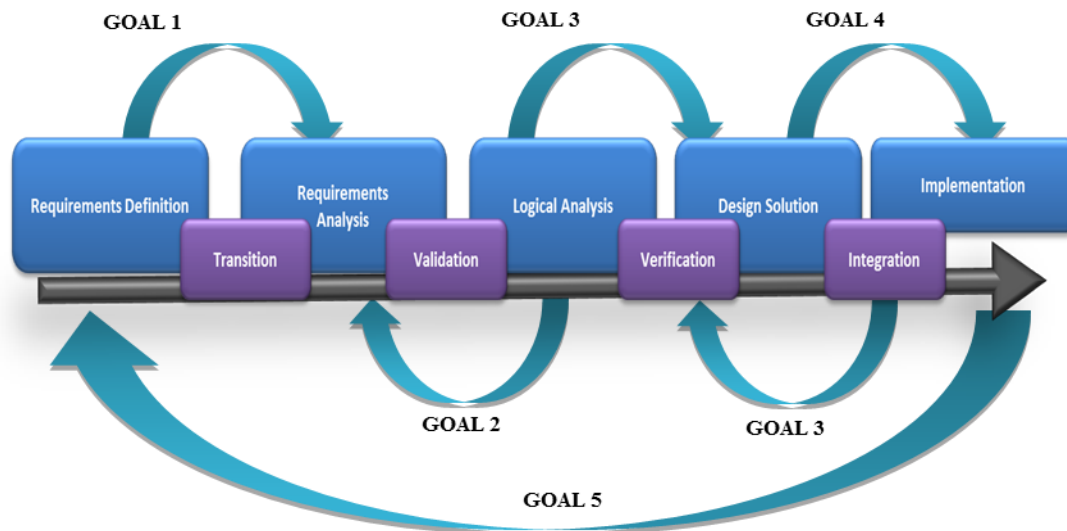 GOAL 1
GOAL 3
GOAL 4
Requirements Definition
Requirements
Analysis
Logical Analysis
Design Solution
Implementation
Transition
Validation
Verification
Integration
GOAL 2
GOAL 3
GOAL 5